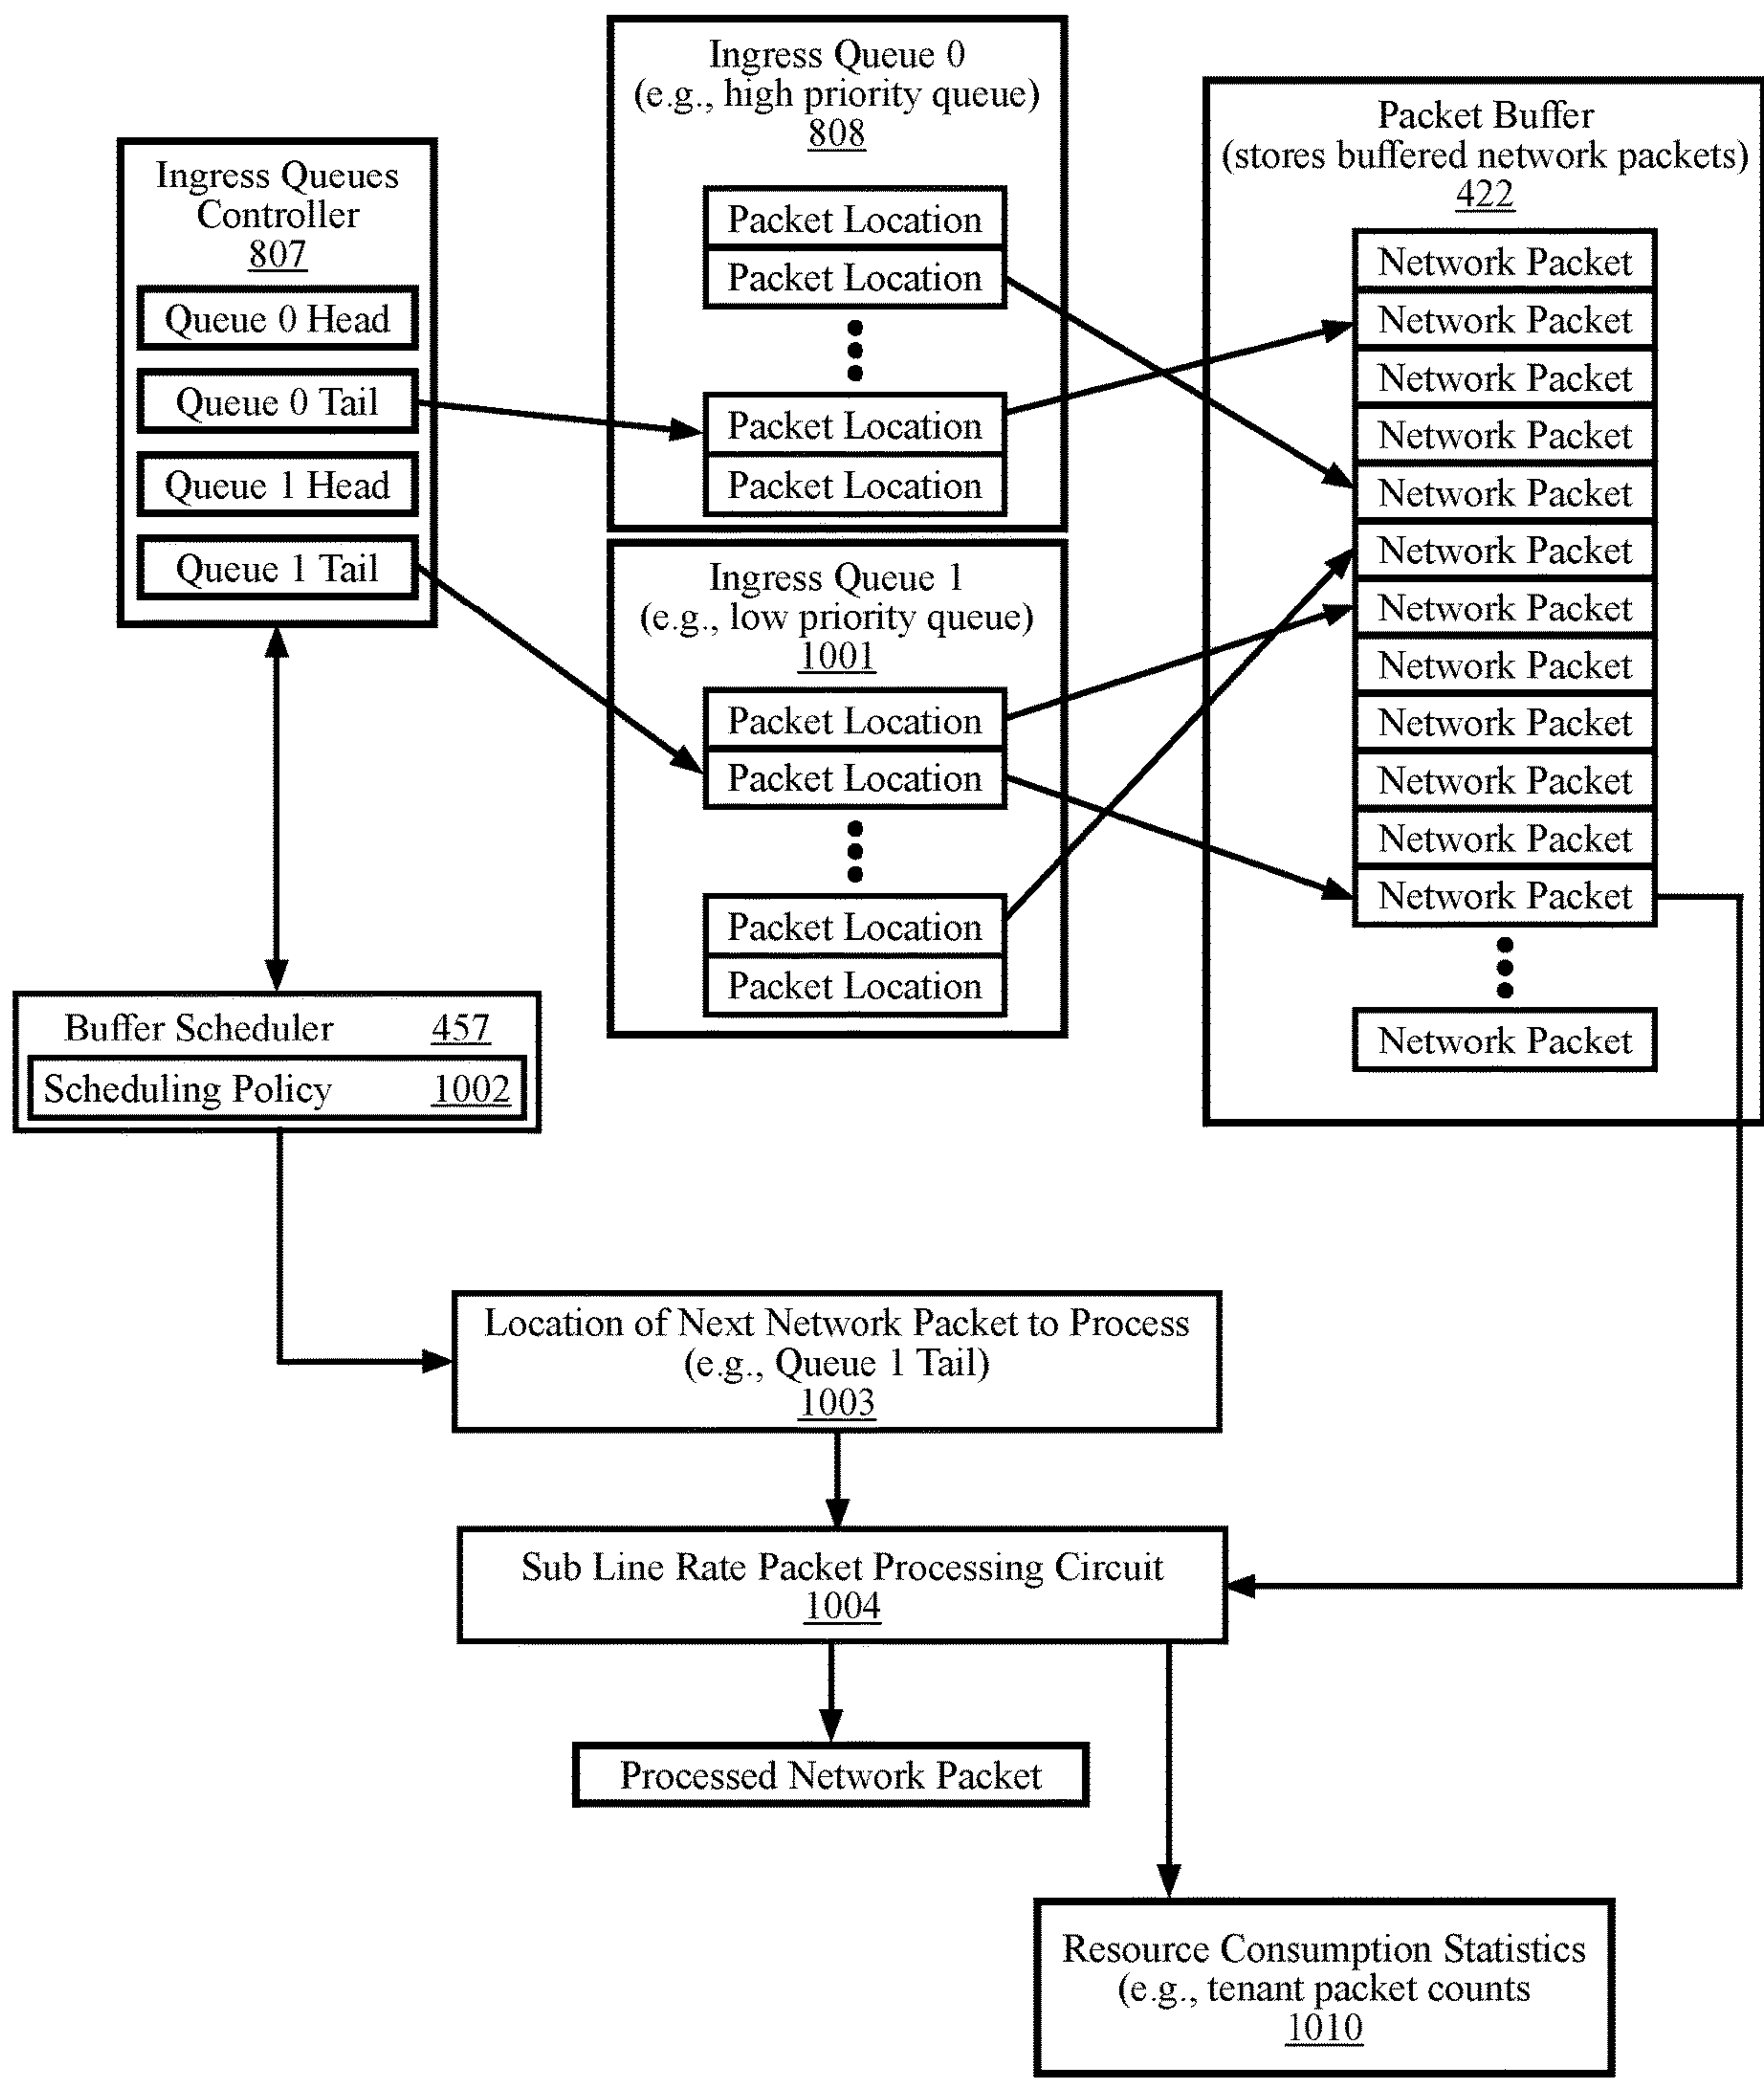 Ingress Queues
Controller
807
Queue 0 Head
Queue 0 Tail
Queue 1 Head
Queue 1 Tail
Ingress Queue 0
(e.g., high priority queue)
808
Packet Location
Packet Location
Packet Location
Packet Location
Ingress Queue 1
(e.g., low priority queue)
1001
Packet Location
Packet Location
Packet Location
Packet Location
Packet Buffer
(stores buffered network packets)
422
Network Packet
Network Packet
Network Packet
Network Packet
Network Packet
Network Packet
Network Packet
Network Packet
Network Packet
Network Packet
Network Packet
Network Packet
Network Packet
Buffer Scheduler 457
Scheduling Policy 1002
Location of Next Network Packet to Process
(e.g., Queue 1 Tail)
1003
Sub Line Rate Packet Processing Circuit
1004
Processed Network Packet
Resource Consumption Statistics
(e.g., tenant packet counts
1010